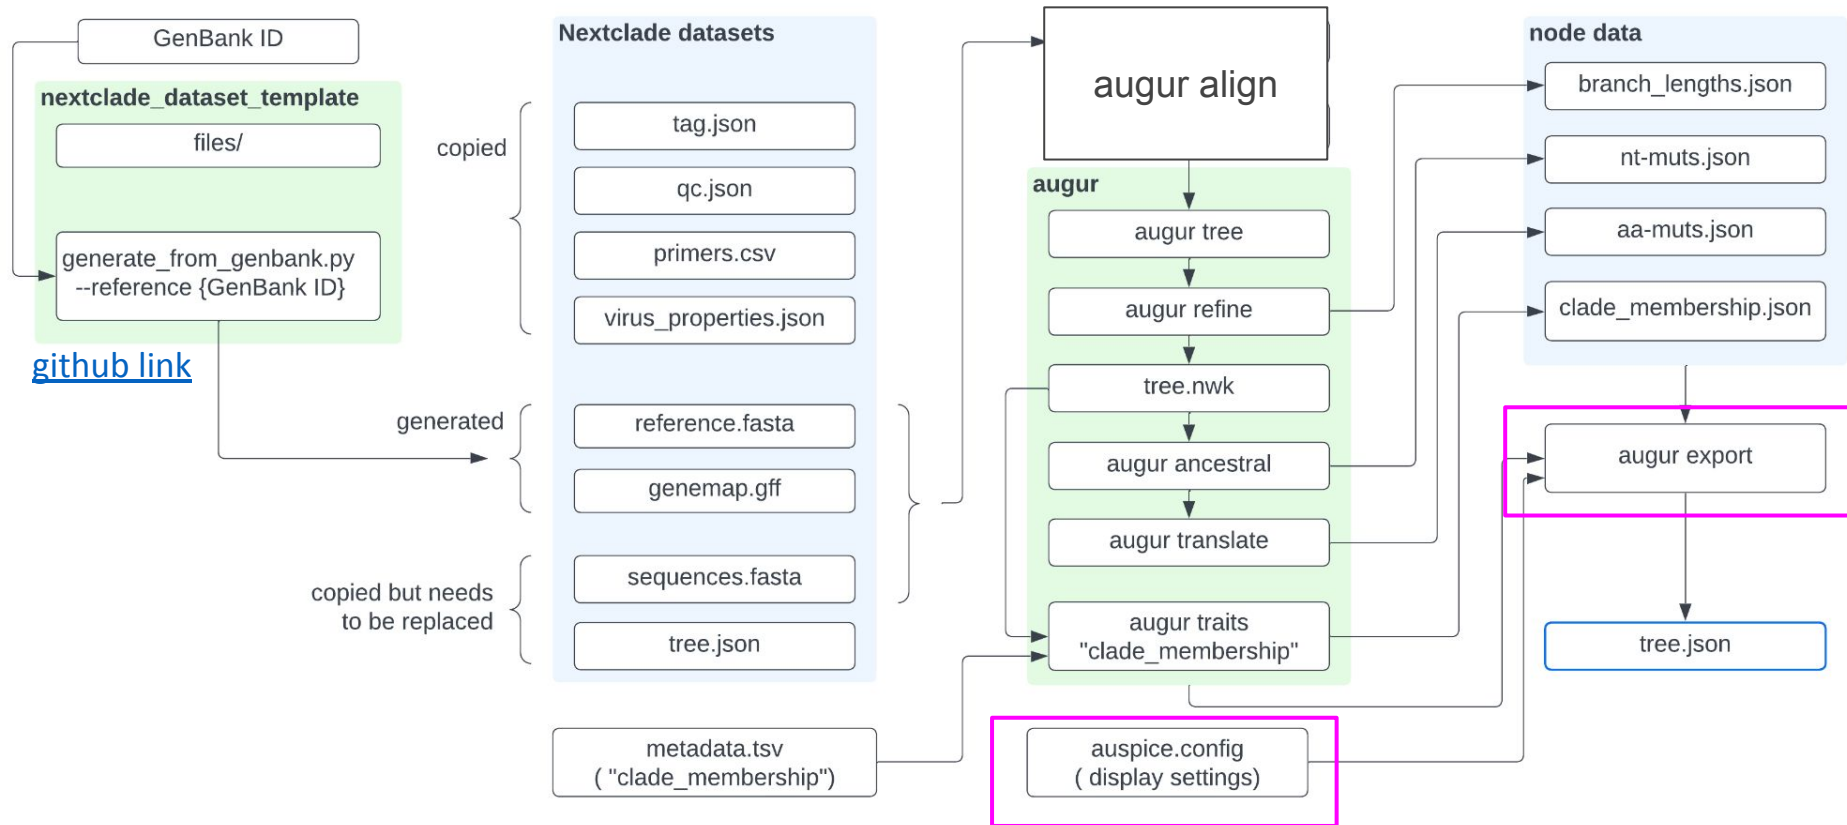 GenBank ID
nextclade_dataset_template
files/
generate_from_genbank.py
--reference {GenBank ID}
github link
copied
generated
copied but needs
to be replaced
Nextclade datasets
tag.json
qc.json
primers.csv
virus_properties.json
reference.fasta
genemap.gff
sequences.fasta
tree.json
metadata.tsv
( "clade_membership")
augur align
augur
augur tree
augur refine
tree.nwk
augur ancestral
augur translate
augur traits
"clade_membership"
auspice.config
( display settings)
node data
branch_lengths.json
nt-muts.json
aa-muts.json
clade_membership.json
augur export
tree.json